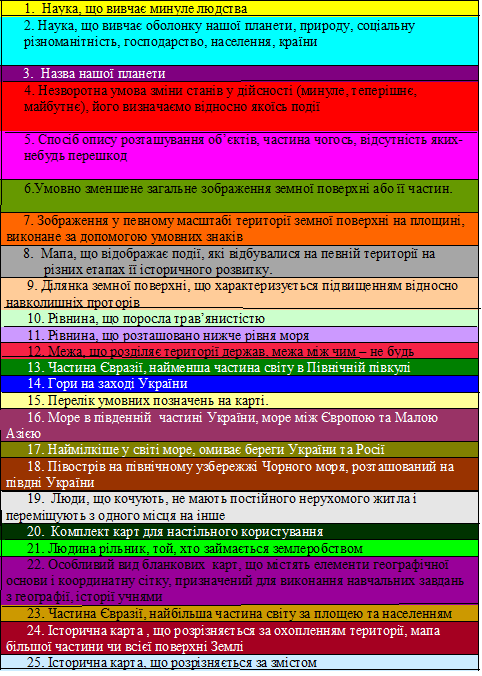 1. Наука, що вивчає минуле людства
2. Наука, що вивчає оболонку нашої планети, природу, соціальну
різноманітність, господарство, населення, країни
3. Назва нашої планети
4. Незворотна умова зміни станів у дійсності (минуле, теперішнє,
майбутнє), його визначаємо відносно якоїсь події
5. Спосіб опису розташування об’єктів, частина чогось, відсутність яких-
небудь перешкод
6.Умовно зменшене загальне зображення земної поверхні або її частин.
7. Зображення у певному масштабі території земної поверхні на площині,
виконане за допомогою умовних знаків
8. Мапа, що відображає події, які відбувалися на певній території на
різних етапах її історичного розвитку.
9. Ділянка земної поверхні, що характеризується підвищенням відносно
навколишніх проторів
10. Рівнина, що поросла трав’янистістю
11. Рівнина, що розташовано нижче рівня моря
12. Межа, що розділяє території держав, межа між чим – не будь
13. Частина Євразії, найменша частина світу в Північній півкулі
14. Гори на заході України
15. Перелік умовних позначень на карті.
16. Море в південній частині України, море між Європою та Малою
Азією
17. Наймілкіше у світі море, омиває береги України та Росії
18. Півострів на північному узбережжі Чорного моря, розташований на
півдні України
19. Люди, що кочують, не мають постійного нерухомого житла і
переміщують з одного місця на інше
20. Комплект карт для настільного користування
21. Людина рільник, той, хто займається землеробством
22. Особливий вид бланкових карт, що містять елементи географічної
основи і координатну сітку, призначений для виконання навчальних завдань
з географії, історії учнями
23. Частина Євразії, найбільша частина світу за площею та населенням
24. Історична карта , що розрізняється за охопленням території, мапа
більшої частини чи всієї поверхні Землі
25. Історична карта, що розрізняється за змістом